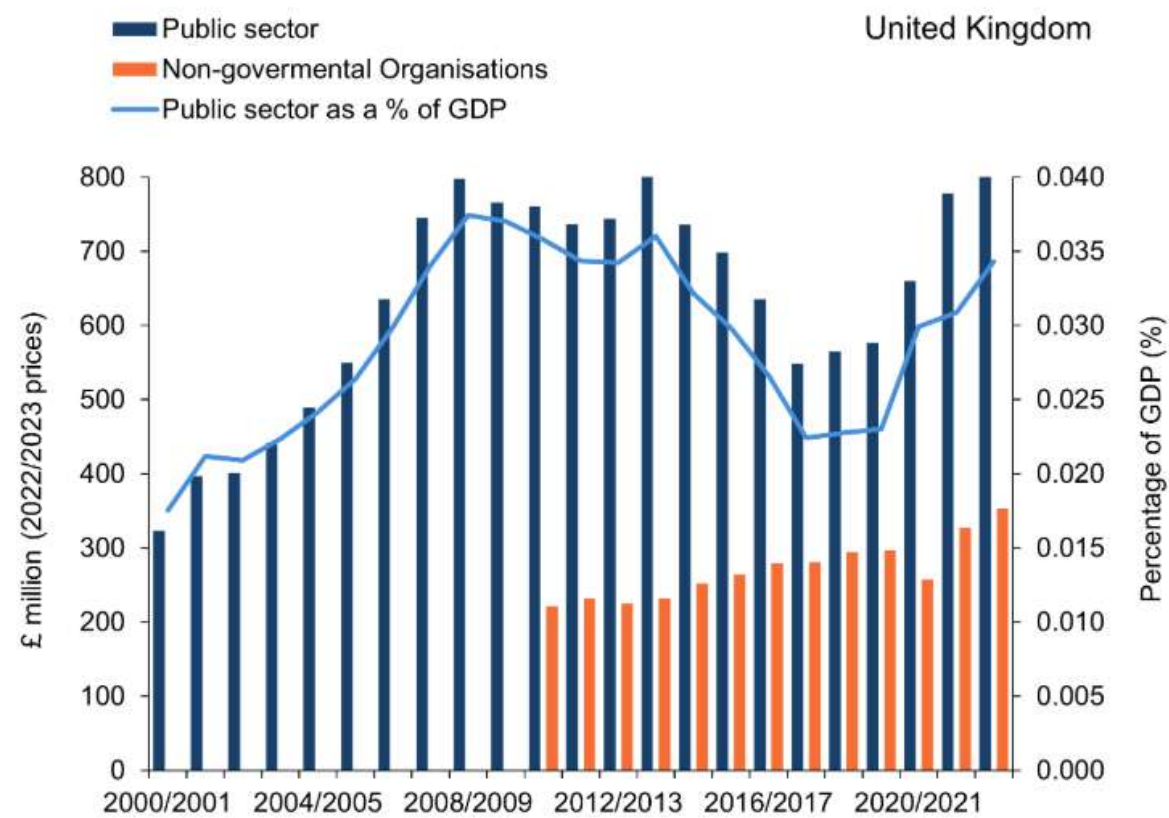 Public sector
Non-govermental Organisations
Public sector as a % of GDP
United Kingdom
£ million (2022/2023 prices)
800
700
600
500
400
300
200
100
0
0.040
0.035
0.030
0.025
0.020
0.015
0.010
0.005
0.000
Percentage of GDP (%)
2000/2001 2004/2005 2008/2009 2012/2013 2016/2017 2020/2021